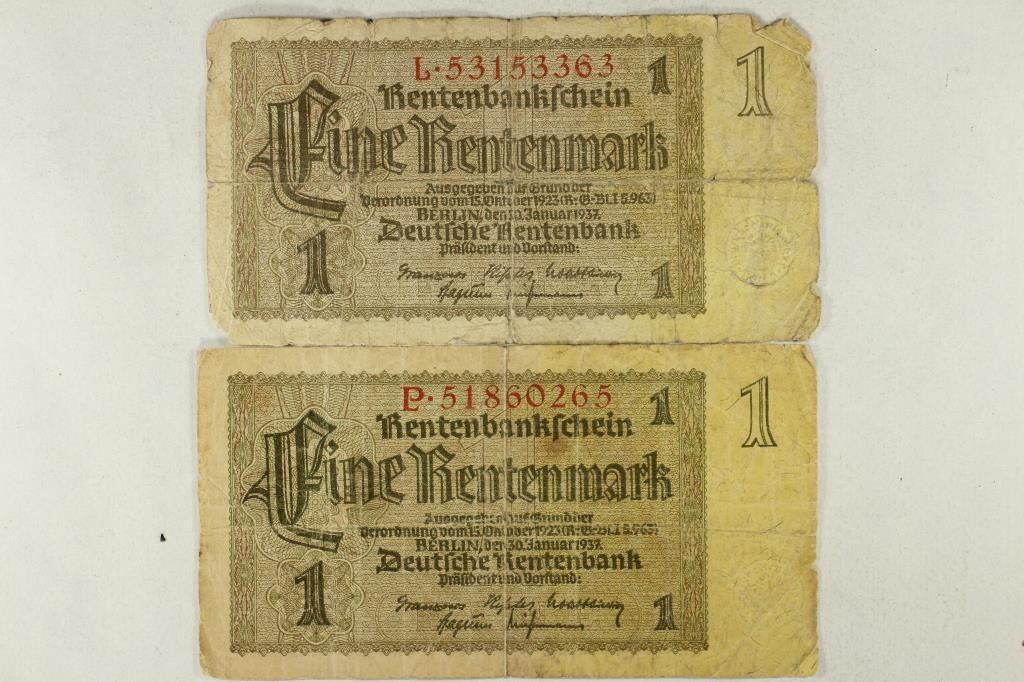 L·53153363
1
1
Rentenbankschein
Eine Rentenmark
Ausgegeben auf Grund der
Verordnung vom 15. Oktober 1923 (R.-G.-Bl. I S. 963)
BERLIN, den 30. Januar 1937.
Deutsche Rentenbank
Präsident und Vorstand:
1
1
P·51860265
1
1
Rentenbankschein
Eine Rentenmark
Ausgegeben auf Grund der
Verordnung vom 15. Oktober 1923 (R.-G.-Bl. I S. 963)
BERLIN, den 30. Januar 1937.
Deutsche Rentenbank
Präsident und Vorstand:
1
1